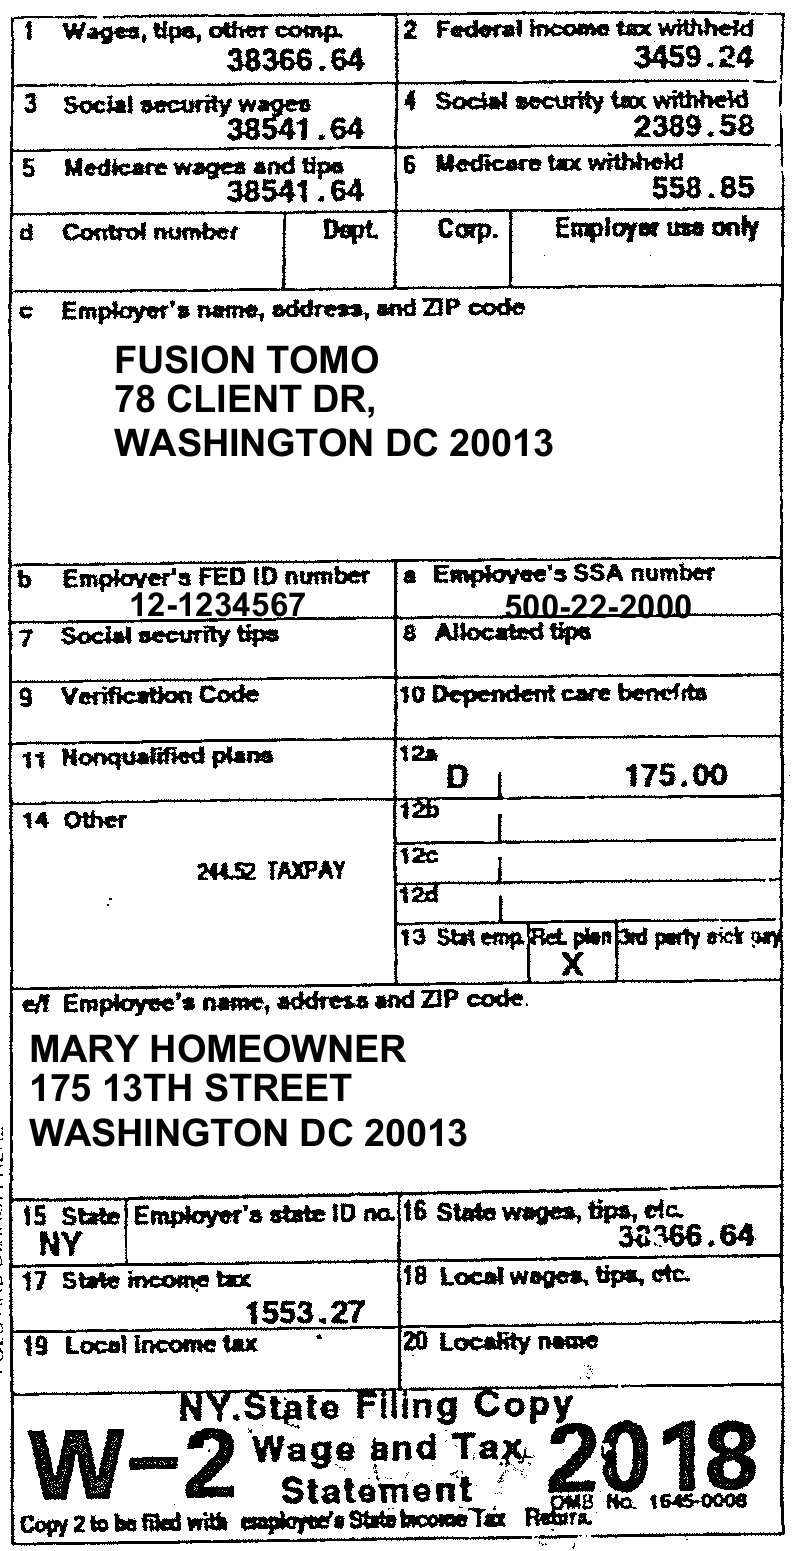 1 Wages, tips, other comp.
38366.64
2 Federal income tax withheld
3459.24
3 Social security wages
38541.64
4 Social security tax withheld
2389.58
5 Medicare wages and tips
38541.64
6 Medicare tax withheld
558.85
d Control number
Dept.
Corp.
Employer use only
c Employer's name, address, and ZIP code
FUSION TOMO
78 CLIENT DR,
WASHINGTON DC 20013
b Employer's FED ID number
12-1234567
a Employee's SSA number
500-22-2000
7 Social security tips
8 Allocated tips
9 Verification Code
10 Dependent care benefits
11 Nonqualified plans
12a
D 175.00
14 Other
244.52 TAXPAY
12b
12c
12d
13 Stat emp. Ret. plan 3rd party sick pay
X
e/f Employee's name, address and ZIP code.
MARY HOMEOWNER
175 13TH STREET
WASHINGTON DC 20013
15 State
NY
Employer's state ID no.
16 State wages, tips, etc.
38366.64
17 State income tax
1553.27
18 Local wages, tips, etc.
19 Local income tax
20 Locality name
NY.State Filing Copy
W-2 Wage and Tax 2018
Statement
OMB No. 1545-0008
Copy 2 to be filed with employee's State Income Tax Return.